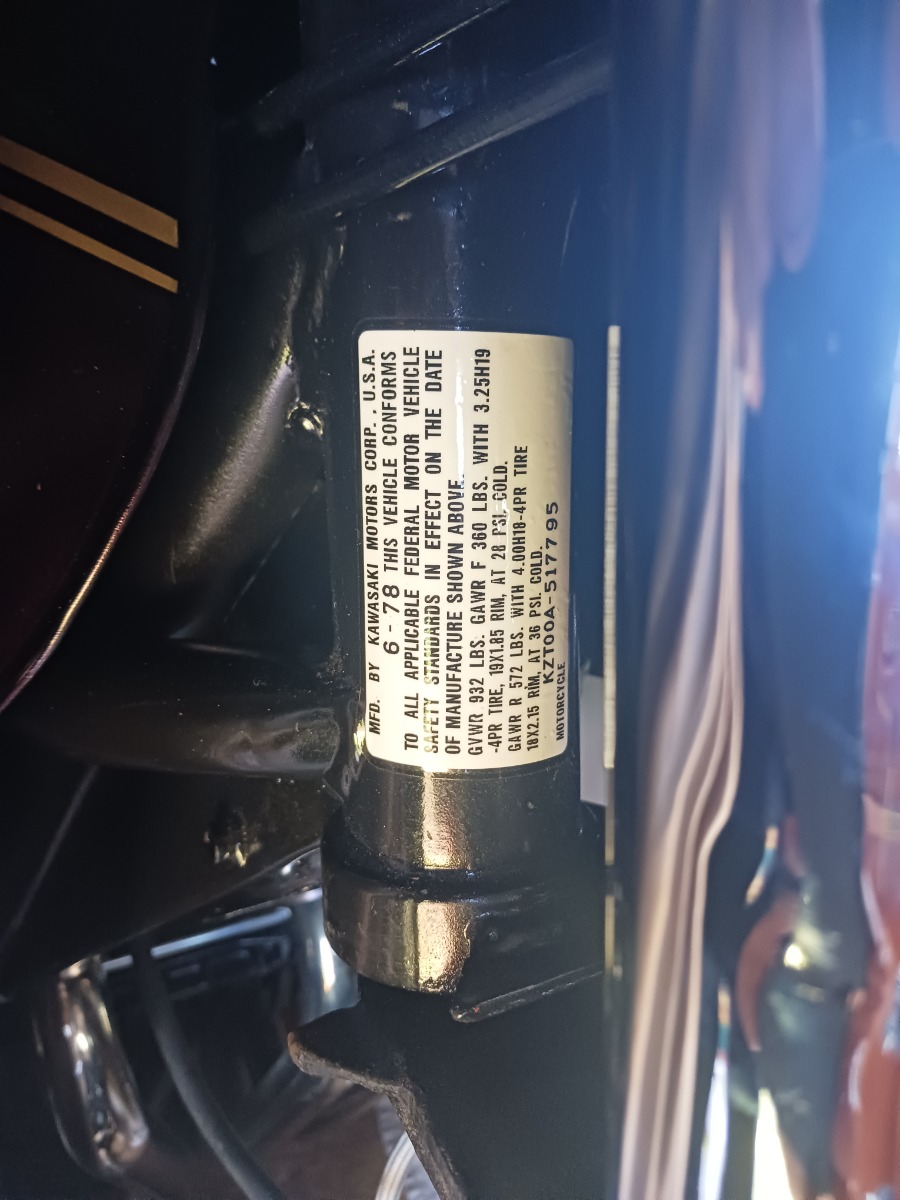 MFD. BY KAWASAKI MOTORS CORP., U.S.A.
6-78 THIS VEHICLE CONFORMS
TO ALL APPLICABLE FEDERAL MOTOR VEHICLE
SAFETY STANDARDS IN EFFECT ON THE DATE
OF MANUFACTURE SHOWN ABOVE.
GVWR 932 LBS. GAWR F 360 LBS. WITH 3.25H19
-4PR TIRE, 19X1.85 RIM, AT 28 PSI. COLD.
GAWR R 572 LBS. WITH 4.00H18-4PR TIRE
18X2.15 RIM, AT 36 PSI. COLD.
KZT00A-517795
MOTORCYCLE